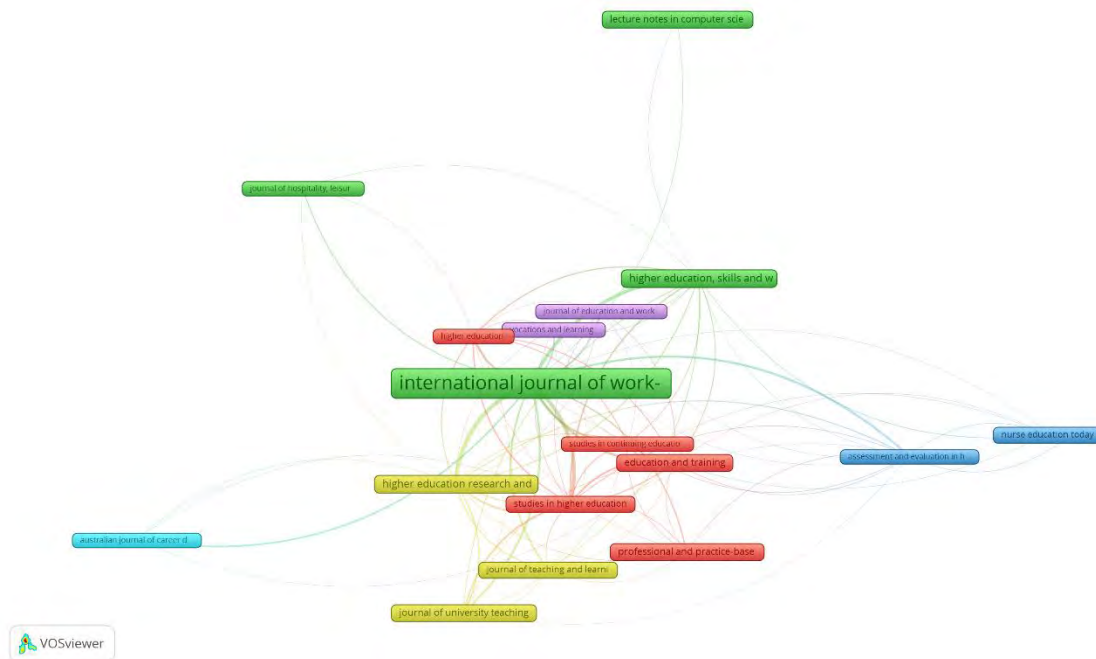 lecture notes in computer scie
journal of hospitality, leisur
higher education, skills and w
journal of education and work
vocations and learning
higher education
international journal of work-
studies in continuing educatio
nurse education today
assessment and evaluation in h
education and training
higher education research and
studies in higher education
australian journal of career d
professional and practice-base
journal of teaching and learni
journal of university teaching
VOSviewer